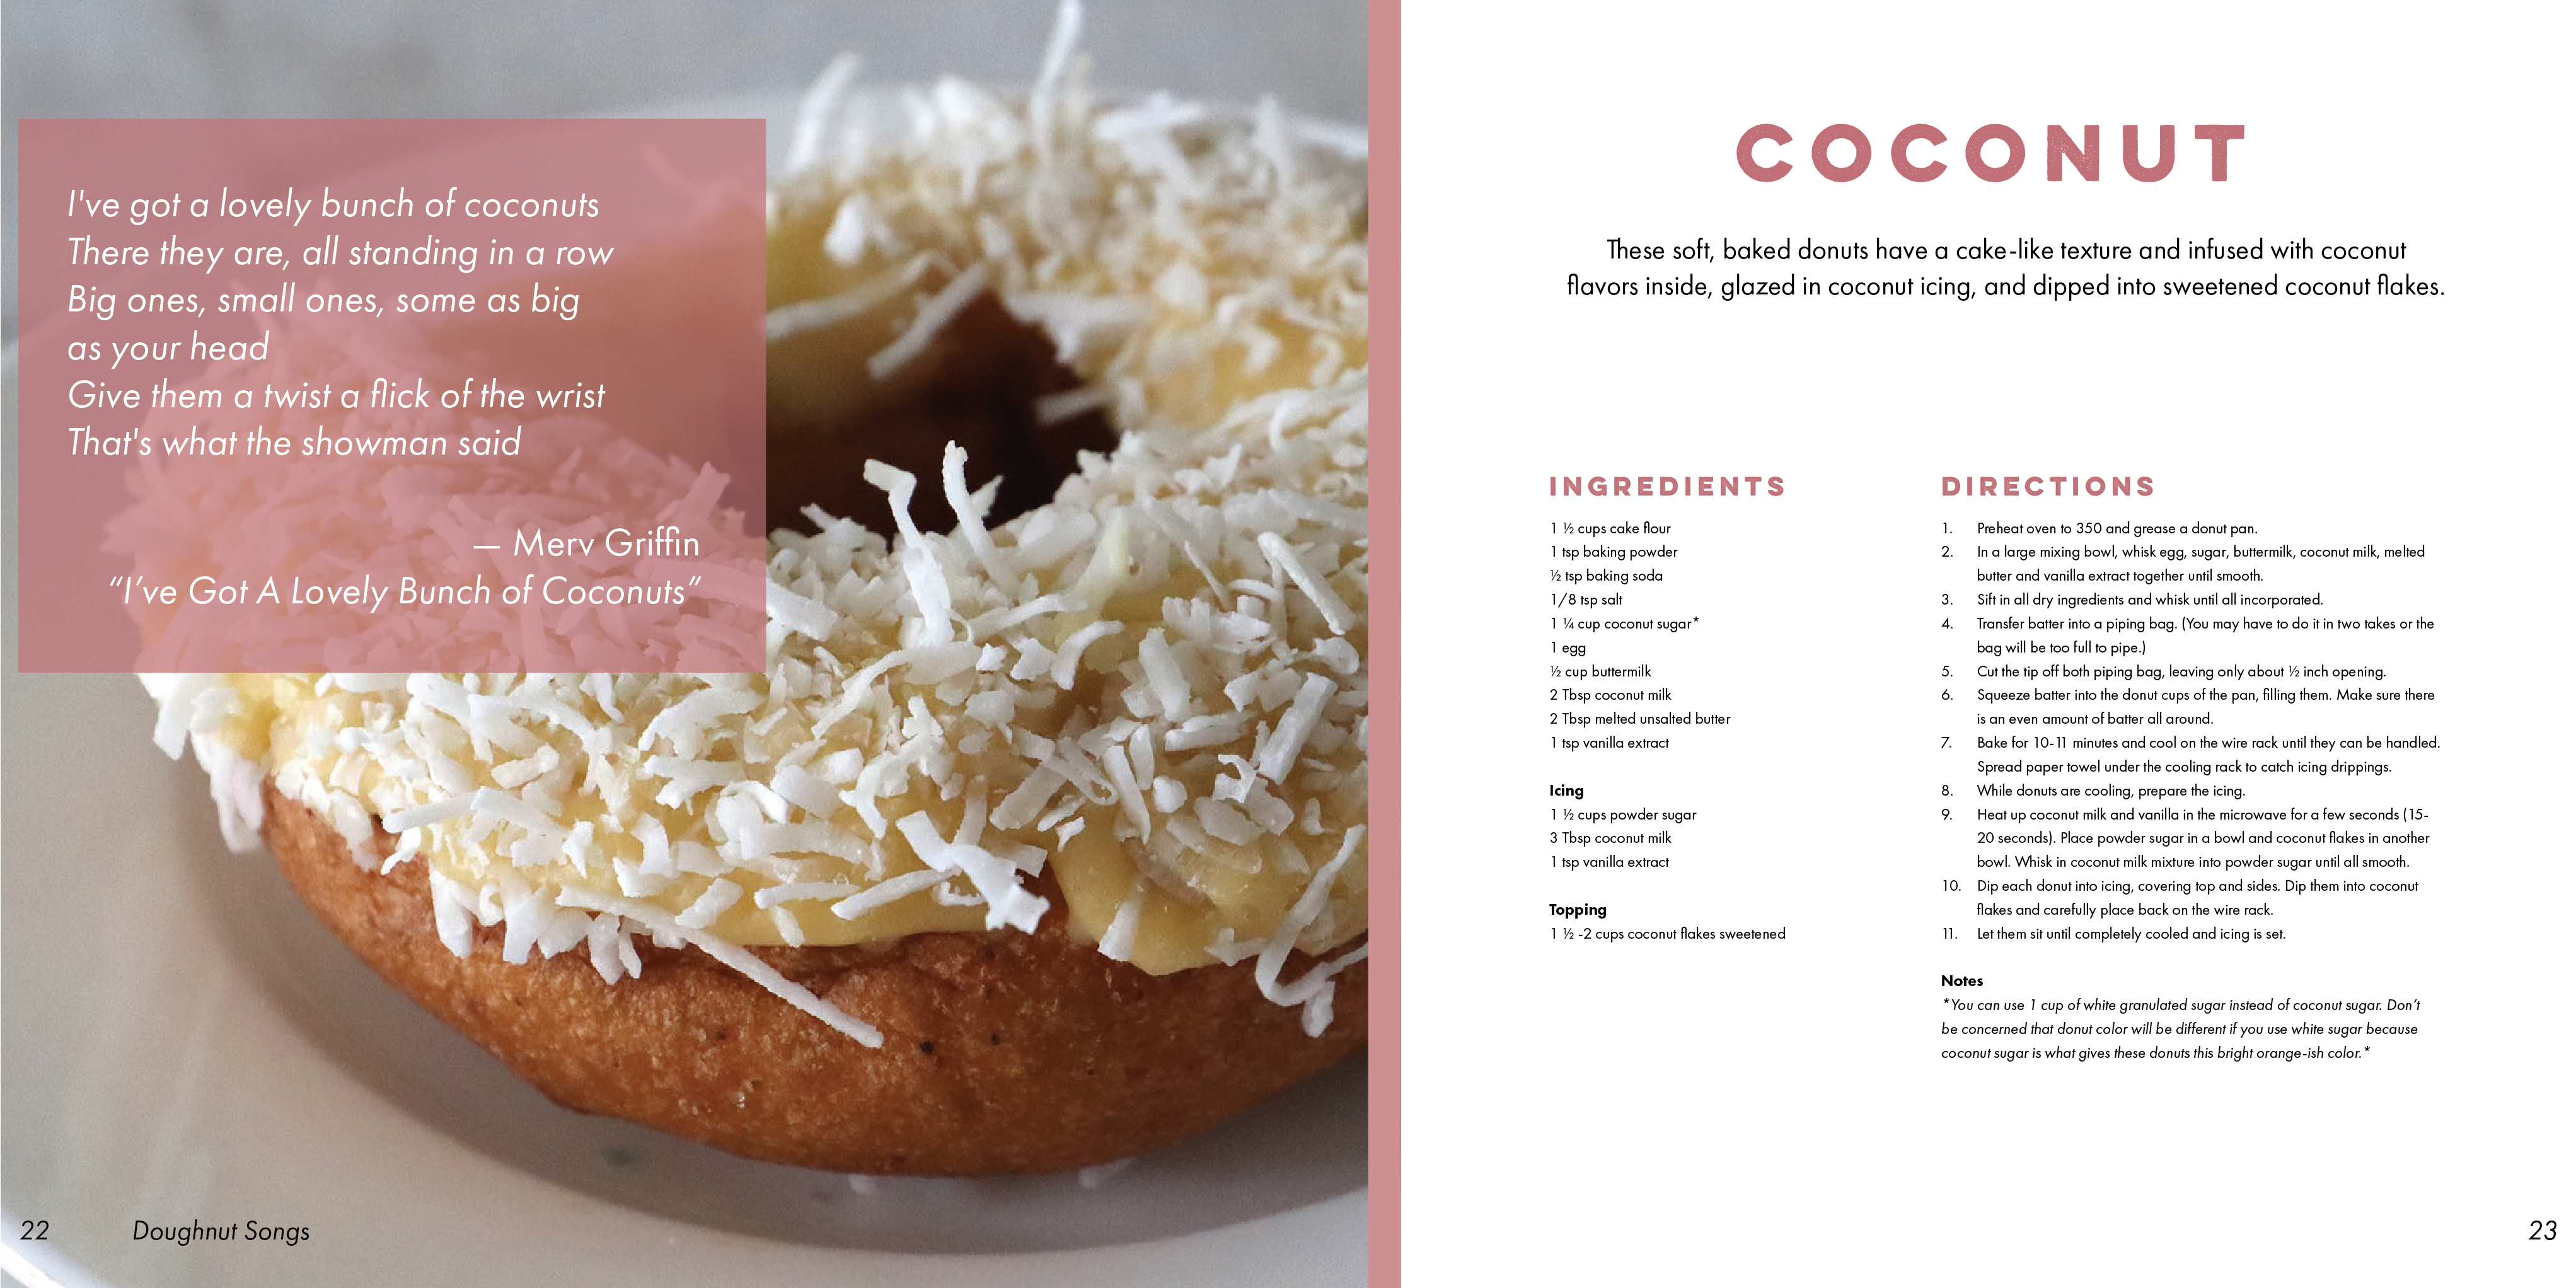 I've got a lovely bunch of coconuts
There they are, all standing in a row
Big ones, small ones, some as big
as your head
Give them a twist a flick of the wrist
That's what the showman said
— Merv Griffin
“I’ve Got A Lovely Bunch of Coconuts”
22 Doughnut Songs
COCONUT
These soft, baked donuts have a cake-like texture and infused with coconut
flavors inside, glazed in coconut icing, and dipped into sweetened coconut flakes.
INGREDIENTS
1 ½ cups cake flour
1 tsp baking powder
½ tsp baking soda
1/8 tsp salt
1 ¼ cup coconut sugar*
1 egg
½ cup buttermilk
2 Tbsp coconut milk
2 Tbsp melted unsalted butter
1 tsp vanilla extract
Icing
1 ½ cups powder sugar
3 Tbsp coconut milk
1 tsp vanilla extract
Topping
1 ½ -2 cups coconut flakes sweetened
DIRECTIONS
1. Preheat oven to 350 and grease a donut pan.
2. In a large mixing bowl, whisk egg, sugar, buttermilk, coconut milk, melted
butter and vanilla extract together until smooth.
3. Sift in all dry ingredients and whisk until all incorporated.
4. Transfer batter into a piping bag. (You may have to do it in two takes or the
bag will be too full to pipe.)
5. Cut the tip off both piping bag, leaving only about ½ inch opening.
6. Squeeze batter into the donut cups of the pan, filling them. Make sure there
is an even amount of batter all around.
7. Bake for 10-11 minutes and cool on the wire rack until they can be handled.
Spread paper towel under the cooling rack to catch icing drippings.
8. While donuts are cooling, prepare the icing.
9. Heat up coconut milk and vanilla in the microwave for a few seconds (15-
20 seconds). Place powder sugar in a bowl and coconut flakes in another
bowl. Whisk in coconut milk mixture into powder sugar until all smooth.
10. Dip each donut into icing, covering top and sides. Dip them into coconut
flakes and carefully place back on the wire rack.
11. Let them sit until completely cooled and icing is set.
Notes
*You can use 1 cup of white granulated sugar instead of coconut sugar. Don’t
be concerned that donut color will be different if you use white sugar because
coconut sugar is what gives these donuts this bright orange-ish color.*
23